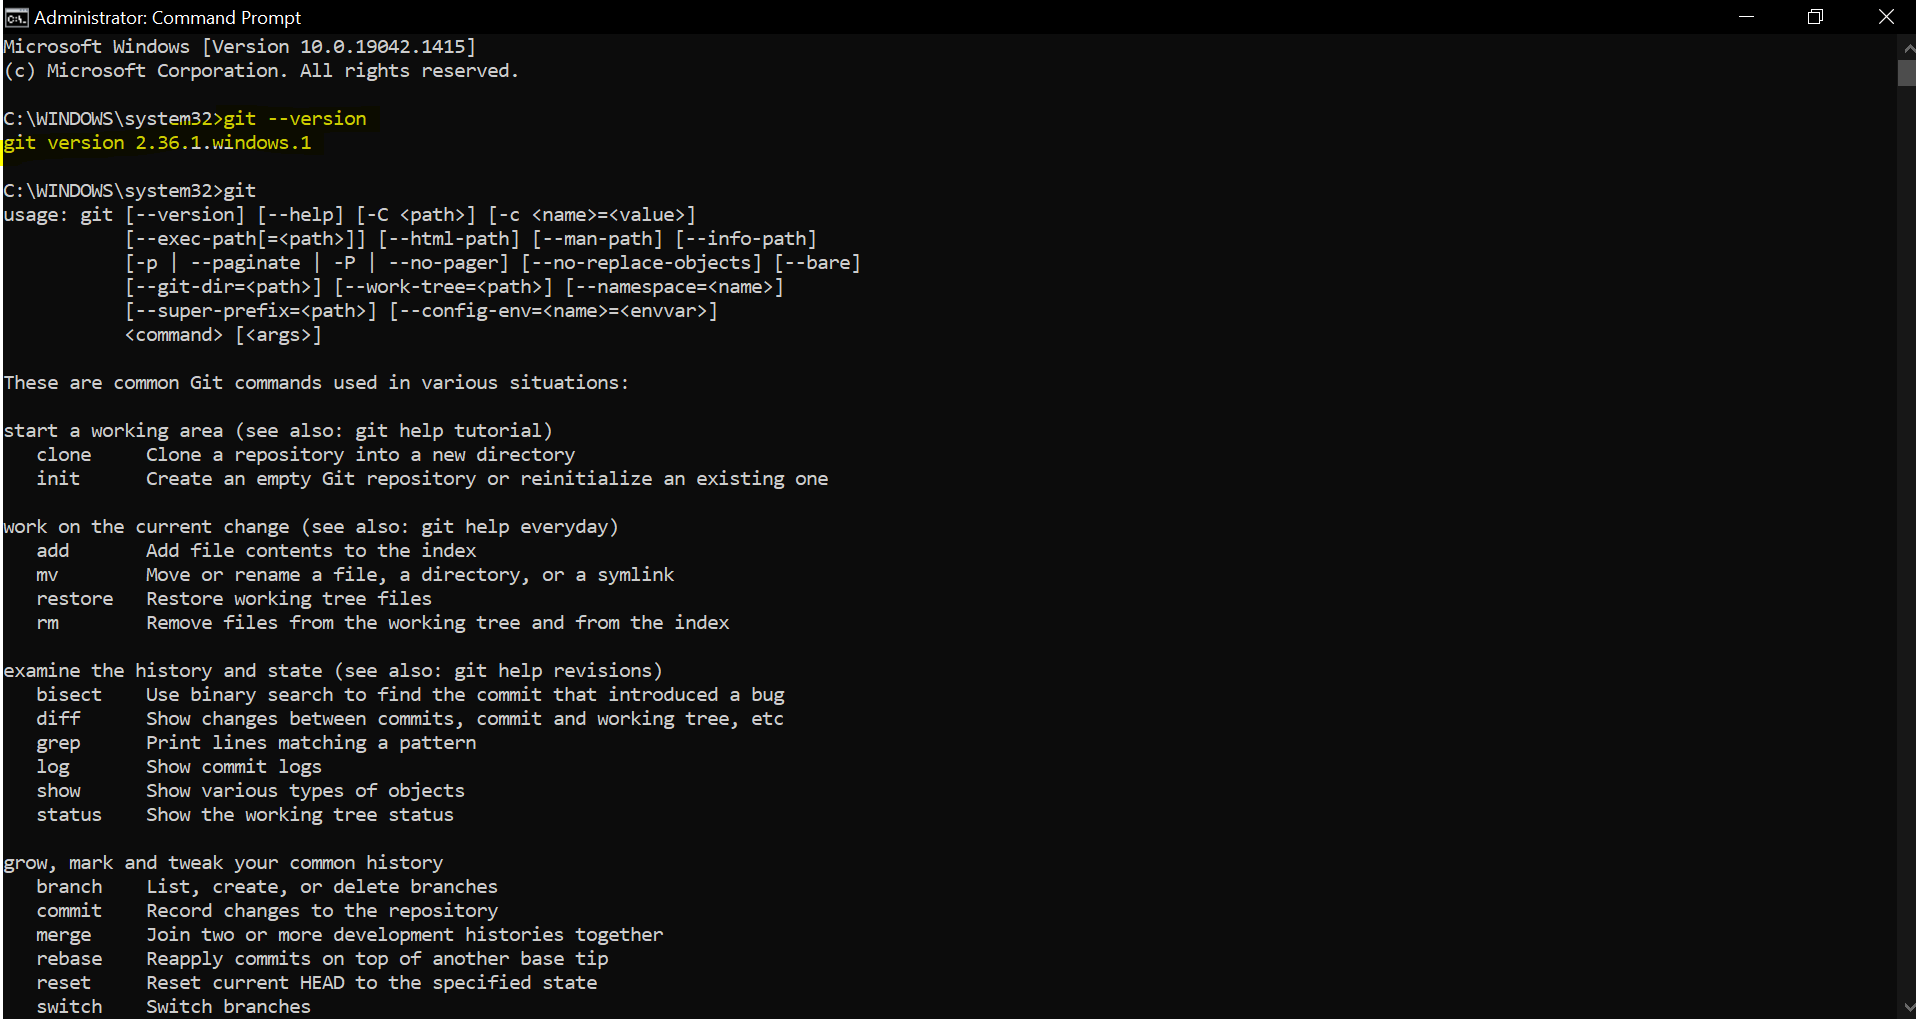 Administrator: Command Prompt
Microsoft Windows [Version 10.0.19042.1415]
(c) Microsoft Corporation. All rights reserved.
C:\WINDOWS\system32>git --version
git version 2.36.1.windows.1
C:\WINDOWS\system32>git
usage: git [--version] [--help] [-C <path>] [-c <name>=<value>]
           [--exec-path[=<path>]] [--html-path] [--man-path] [--info-path]
           [-p | --paginate | -P | --no-pager] [--no-replace-objects] [--bare]
           [--git-dir=<path>] [--work-tree=<path>] [--namespace=<name>]
           [--super-prefix=<path>] [--config-env=<name>=<envvar>]
           <command> [<args>]
These are common Git commands used in various situations:
start a working area (see also: git help tutorial)
   clone     Clone a repository into a new directory
   init      Create an empty Git repository or reinitialize an existing one
work on the current change (see also: git help everyday)
   add       Add file contents to the index
   mv        Move or rename a file, a directory, or a symlink
   restore   Restore working tree files
   rm        Remove files from the working tree and from the index
examine the history and state (see also: git help revisions)
   bisect    Use binary search to find the commit that introduced a bug
   diff      Show changes between commits, commit and working tree, etc
   grep      Print lines matching a pattern
   log       Show commit logs
   show      Show various types of objects
   status    Show the working tree status
grow, mark and tweak your common history
   branch    List, create, or delete branches
   commit    Record changes to the repository
   merge     Join two or more development histories together
   rebase    Reapply commits on top of another base tip
   reset     Reset current HEAD to the specified state
   switch    Switch branches